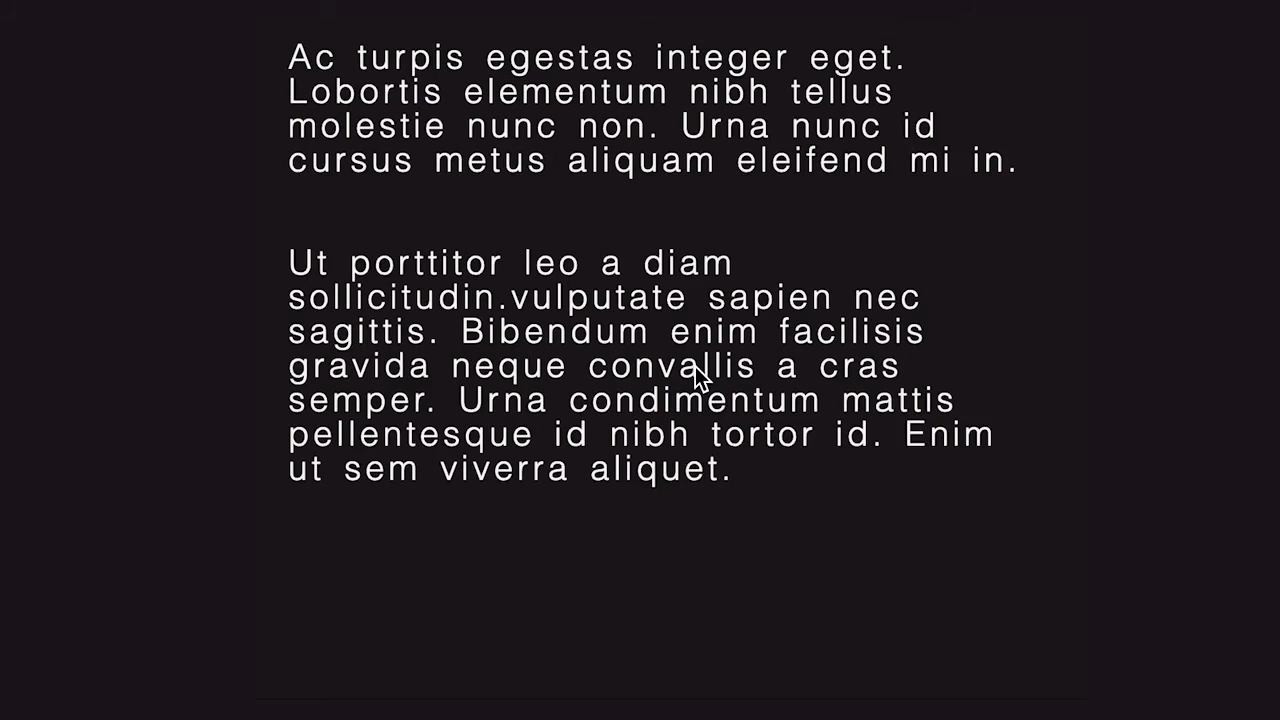 Ac turpis egestas integer eget.
Lobortis elementum nibh tellus
molestie nunc non. Urna nunc id
cursus metus aliquam eleifend mi in.
Ut porttitor leo a diam
sollicitudin.vulputate sapien nec
sagittis. Bibendum enim facilisis
gravida neque convallis a cras
semper. Urna condimentum mattis
pellentesque id nibh tortor id. Enim
ut sem viverra aliquet.